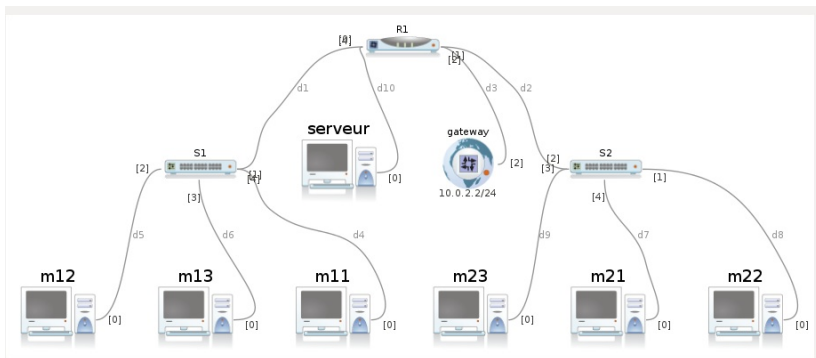 R1
[4]
[1]
[2]
d1
d10
d3
d2
serveur
gateway
S1
S2
[2]
[0]
[2]
[2]
[3]
[1]
[3]
[4]
10.0.2.2/24
d5
d6
d4
d9
d7
d8
m12
m13
m11
m23
m21
m22
[0]
[0]
[0]
[0]
[0]
[0]